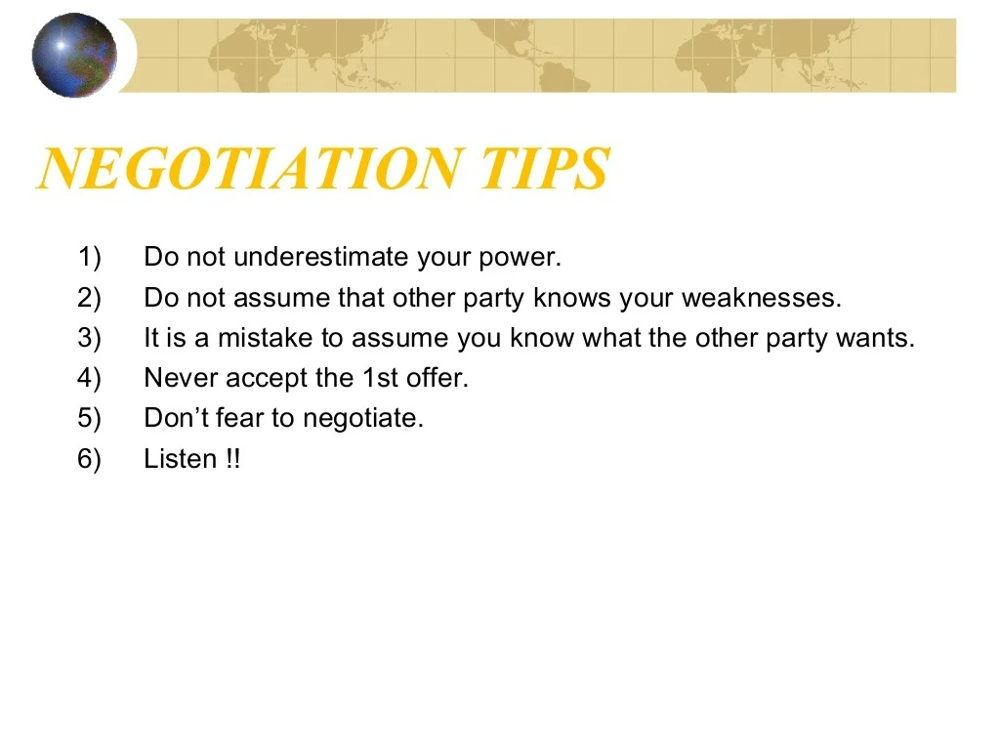 NEGOTIATION TIPS
1) Do not underestimate your power.
2) Do not assume that other party knows your weaknesses.
3) It is a mistake to assume you know what the other party wants.
4) Never accept the 1st offer.
5) Don’t fear to negotiate.
6) Listen !!